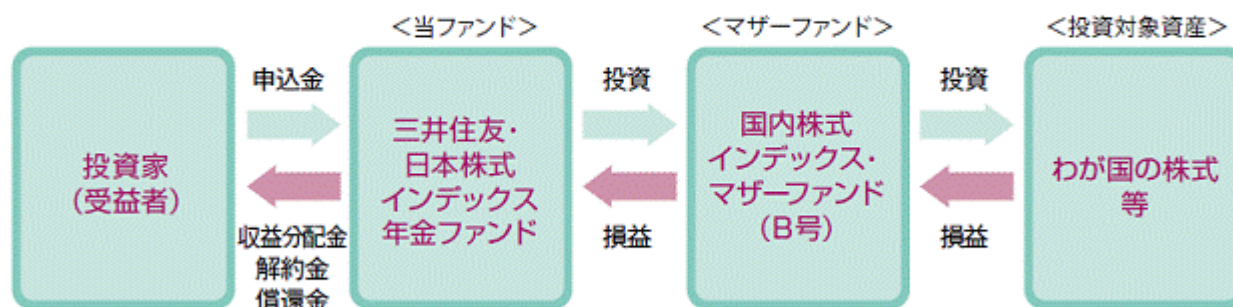 <当ファンド>
<マザーファンド>
<投資対象資産>
投資家
(受益者)
申込金
収益分配金
解約金
償還金
三井住友・
日本株式
インデックス
年金ファンド
投資
損益
国内株式
インデックス・
マザーファンド
(B号)
投資
損益
わが国の株式
等